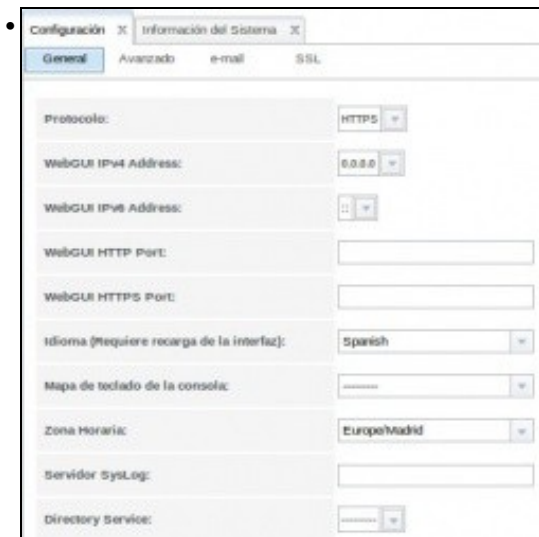 Configuración X Información del Sistema X
General Avanzado e-mail SSL
Protocolo: HTTPS
WebGUI IPv4 Address: 0.0.0.0
WebGUI IPv6 Address: ::
WebGUI HTTP Port:
WebGUI HTTPS Port:
Idioma (Requiere recarga de la interfaz): Spanish
Mapa de teclado de la consola: --------
Zona Horaria: Europe/Madrid
Servidor SysLog:
Directory Service: --------